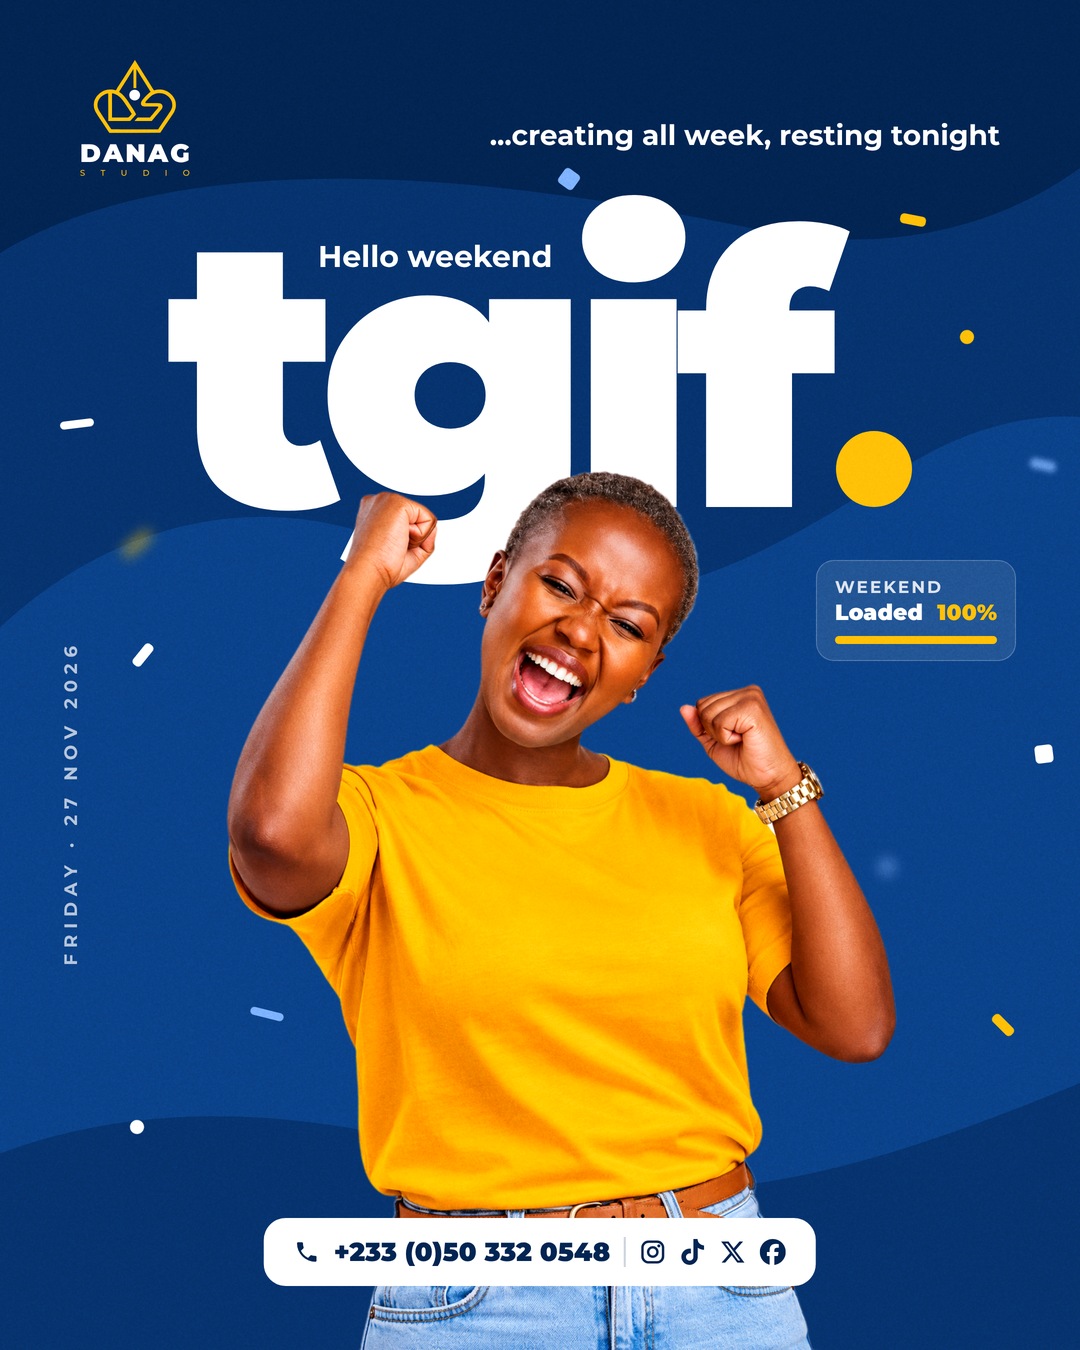 DS
DANAG
STUDIO
...creating all week, resting tonight
Hello weekend
tgif.
WEEKEND
Loaded 100%
FRIDAY · 27 NOV 2026
+233 (0)50 332 0548